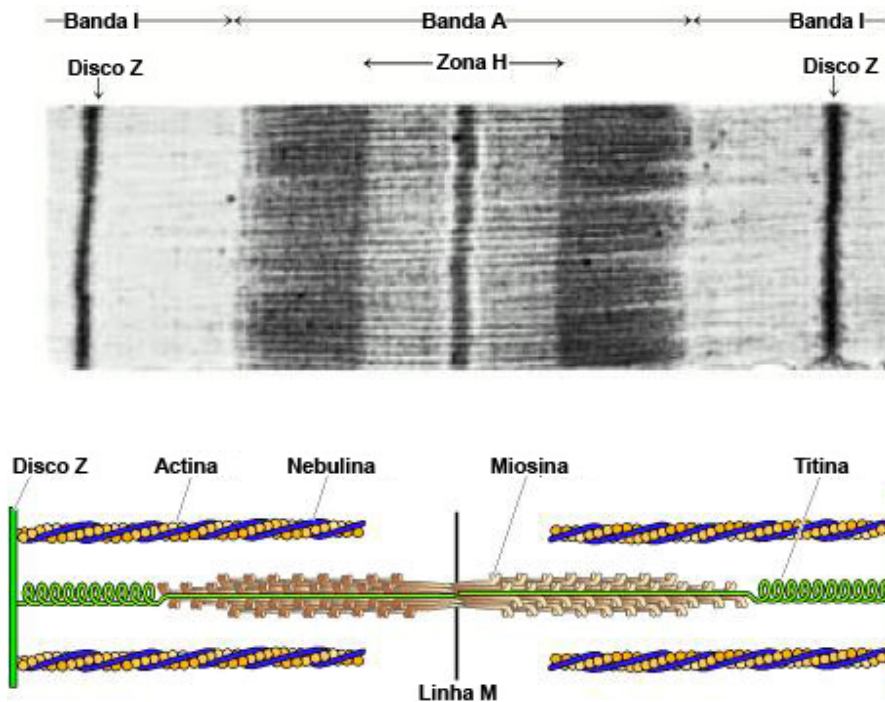 Banda I Banda A Banda I
Zona H
Disco Z Disco Z
Disco Z Actina Nebulina Miosina Titina
Linha M